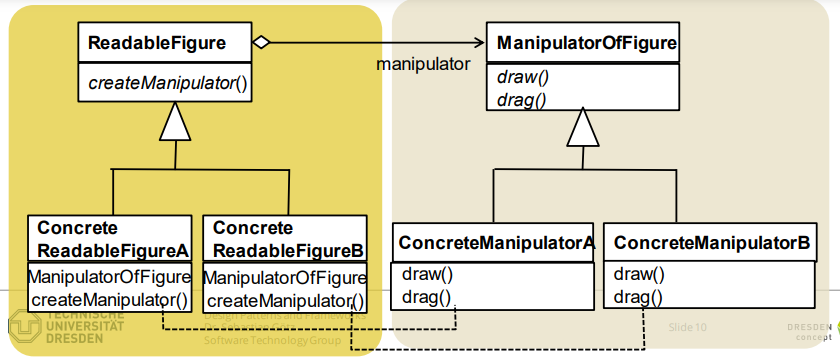 ReadableFigure
createManipulator()
manipulator
ManipulatorOfFigure
draw()
drag()
Concrete
ReadableFigureA
ManipulatorOfFigure
createManipulator()
Concrete
ReadableFigureB
ManipulatorOfFigure
createManipulator()
ConcreteManipulatorA
draw()
drag()
ConcreteManipulatorB
draw()
drag()
TECHNISCHE
UNIVERSITÄT
DRESDEN
Design Patterns and Frameworks
Software Technology Group
Slide 10
DRESDEN
concept